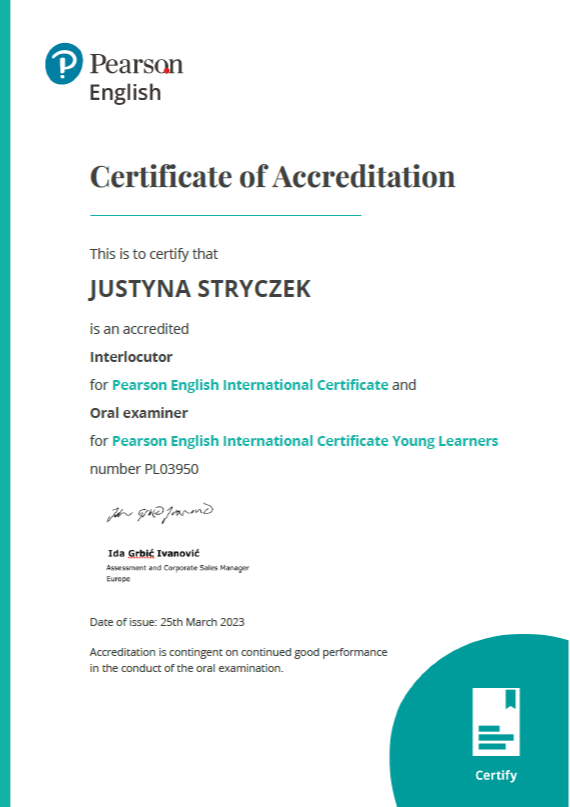 Pearson
English
Certificate of Accreditation
This is to certify that
JUSTYNA STRYCZEK
is an accredited
Interlocutor
for Pearson English International Certificate and
Oral examiner
for Pearson English International Certificate Young Learners
number PL03950
Ida Grbić Ivanović
Assessment and Corporate Sales Manager
Europe
Date of issue: 25th March 2023
Accreditation is contingent on continued good performance
in the conduct of the oral examination.
Certify